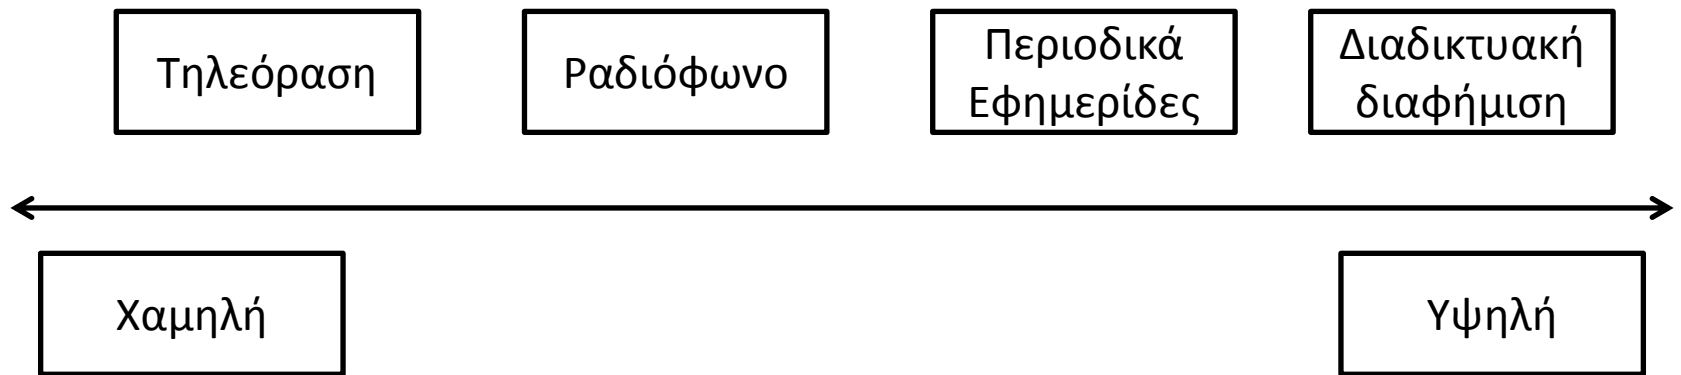 Τηλεόραση
Ραδιόφωνο
Περιοδικά
Εφημερίδες
Διαδικτυακή
διαφήμιση
Χαμηλή
Υψηλή